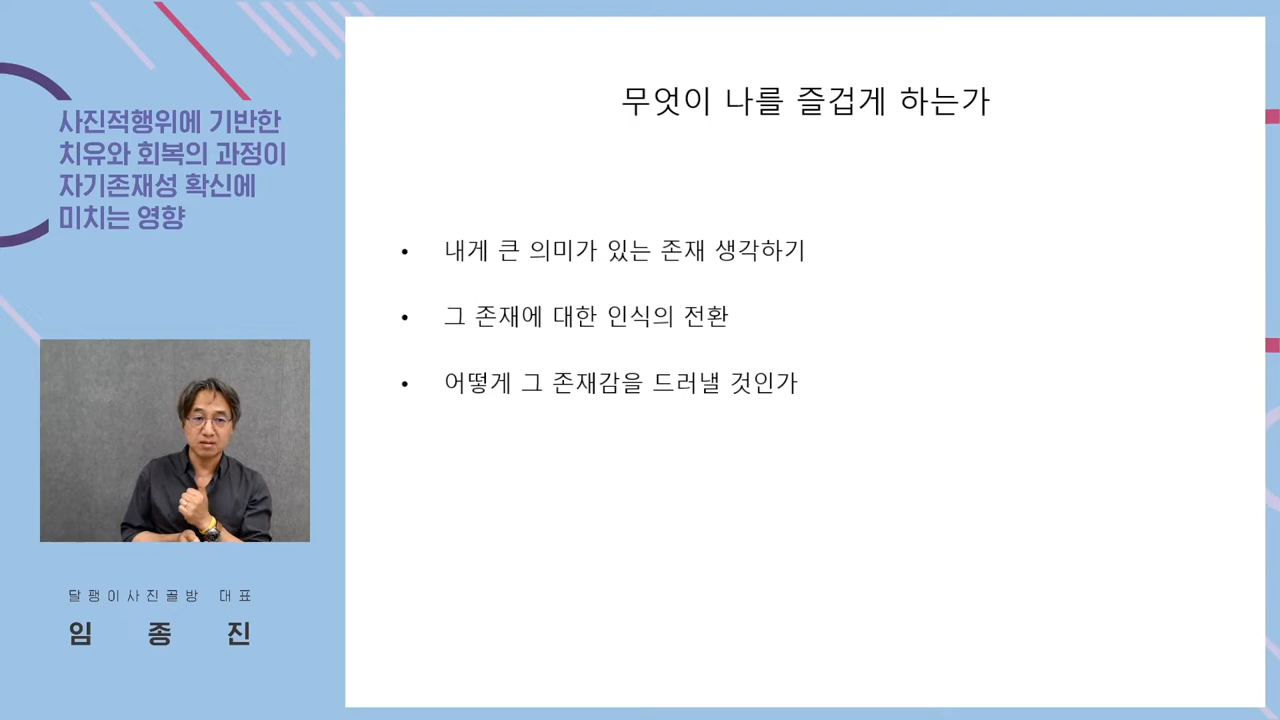 사진적행위에 기반한
치유와 회복의 과정이
자기존재성 확신에
미치는 영향
달팽이사진골방 대표
임종진
무엇이 나를 즐겁게 하는가
• 내게 큰 의미가 있는 존재 생각하기
• 그 존재에 대한 인식의 전환
• 어떻게 그 존재감을 드러낼 것인가